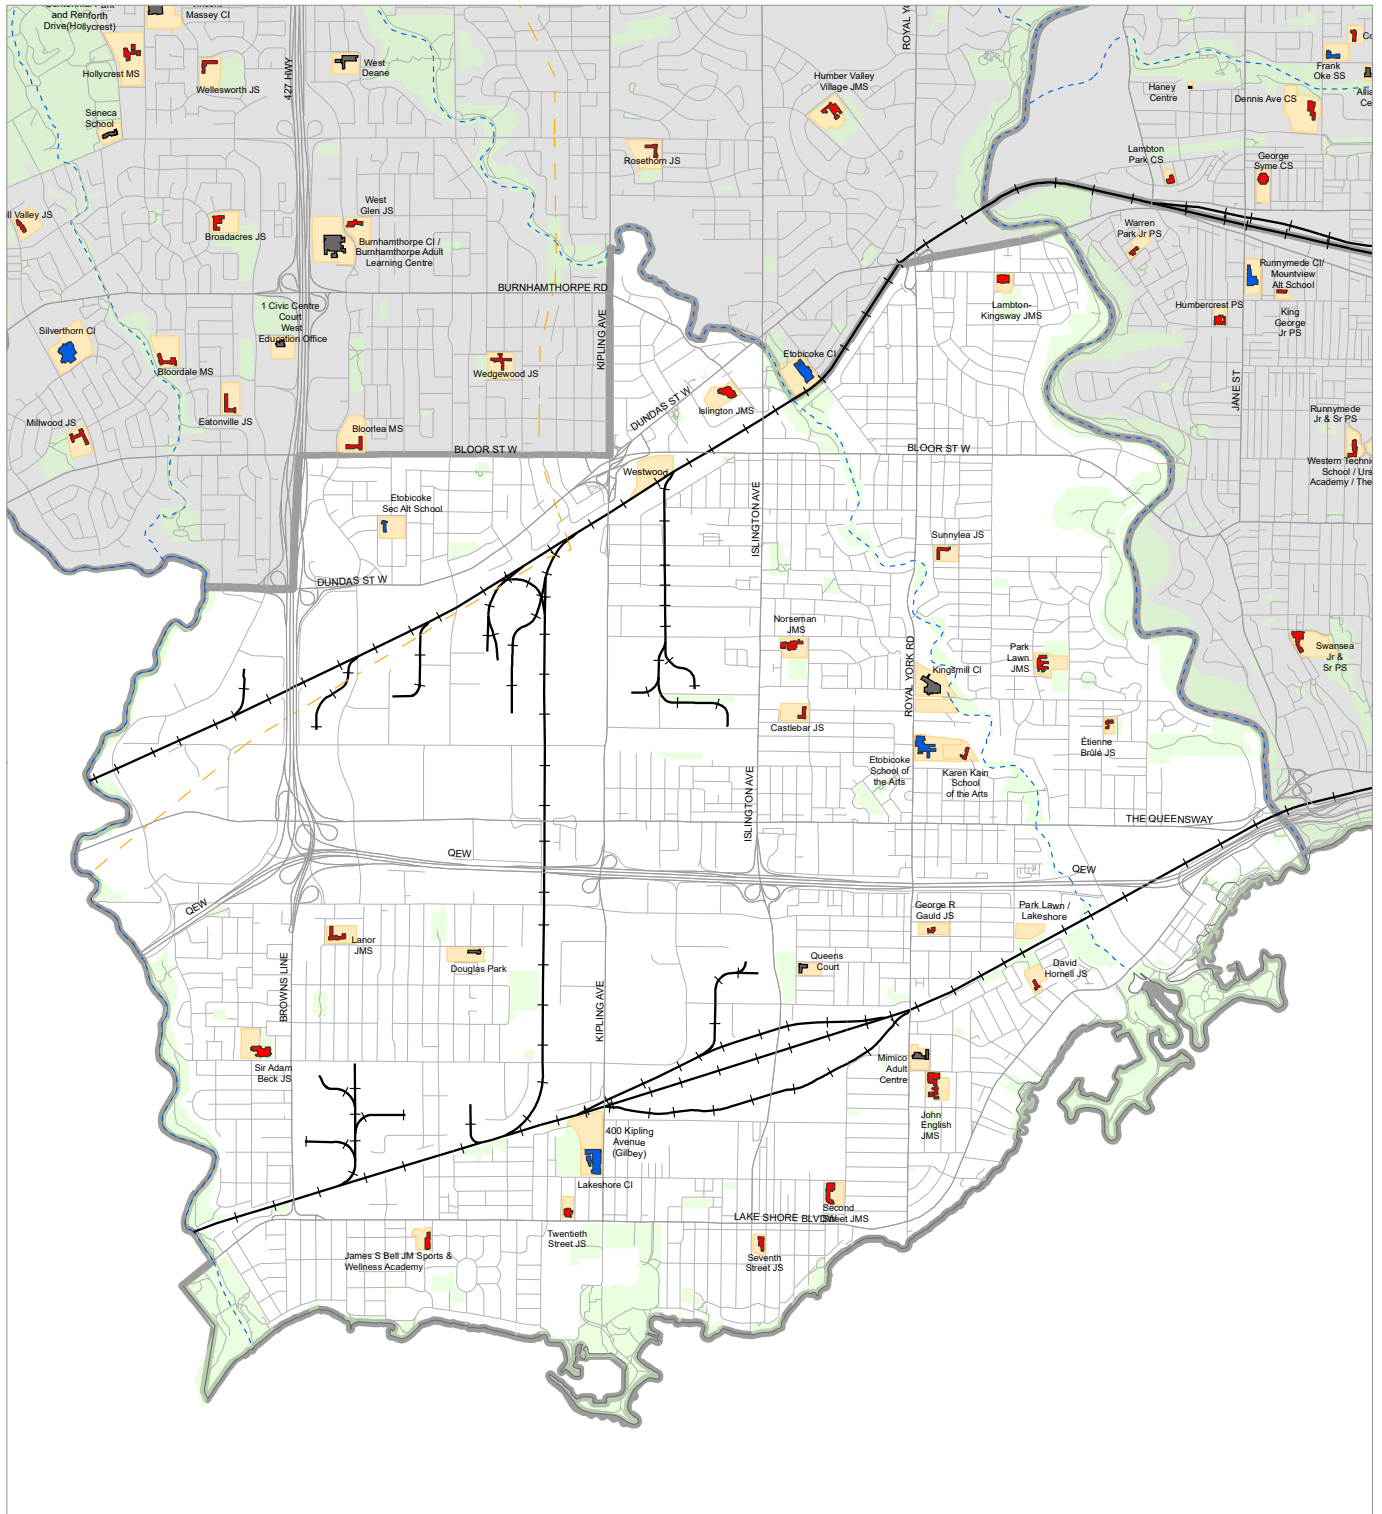 and Renforth
Drive(Hollycrest)
Massey CI
Hollycrest MS
Wellesworth JS
427 HWY
West
Deane
Seneca
School
Rosethorn JS
Humber Valley
Village JMS
Haney
Centre
Frank
Oke SS
Dennis Ave CS
Lambton
Park CS
George
Syme CS
ll Valley JS
Broadacres JS
West
Glen JS
Burnhamthorpe CI /
Burnhamthorpe Adult
Learning Centre
Warren
Park Jr PS
Runnymede CI/
Mountview
Alt School
Humbercrest PS
King
George
Jr PS
BURNHAMTHORPE RD
1 Civic Centre
Court
West
Education Office
Lambton-
Kingsway JMS
Silverthorn CI
Bloordale MS
Wedgewood JS
KIPLING AVE
Etobicoke CI
Islington JMS
DUNDAS ST W
JANE ST
Millwood JS
Eatonville JS
Bloorlea MS
BLOOR ST W
BLOOR ST W
Runnymede
Jr & Sr PS
Western Techni
School / Urs
Academy / The
Westwood
Etobicoke
Sec Alt School
ISLINGTON AVE
Sunnylea JS
DUNDAS ST W
Norseman
JMS
Park
Lawn
JMS
Swansea
Jr &
Sr PS
Kingsmill CI
ROYAL YORK RD
Castlebar JS
Étienne
Brûlé JS
Etobicoke
School of
the Arts
Karen Kain
School
of the Arts
ISLINGTON AVE
THE QUEENSWAY
QEW
QEW
QEW
George R
Gauld JS
Park Lawn /
Lakeshore
Lanor
JMS
Douglas Park
Queens
Court
David
Hornell JS
BROWNS LINE
KIPLING AVE
Sir Adam
Beck JS
Mimico
Adult
Centre
John
English
JMS
400 Kipling
Avenue
(Gilbey)
Lakeshore CI
Second
Street JMS
LAKE SHORE BLVD W
Twentieth
Street JS
James S Bell JM Sports &
Wellness Academy
Seventh
Street JS